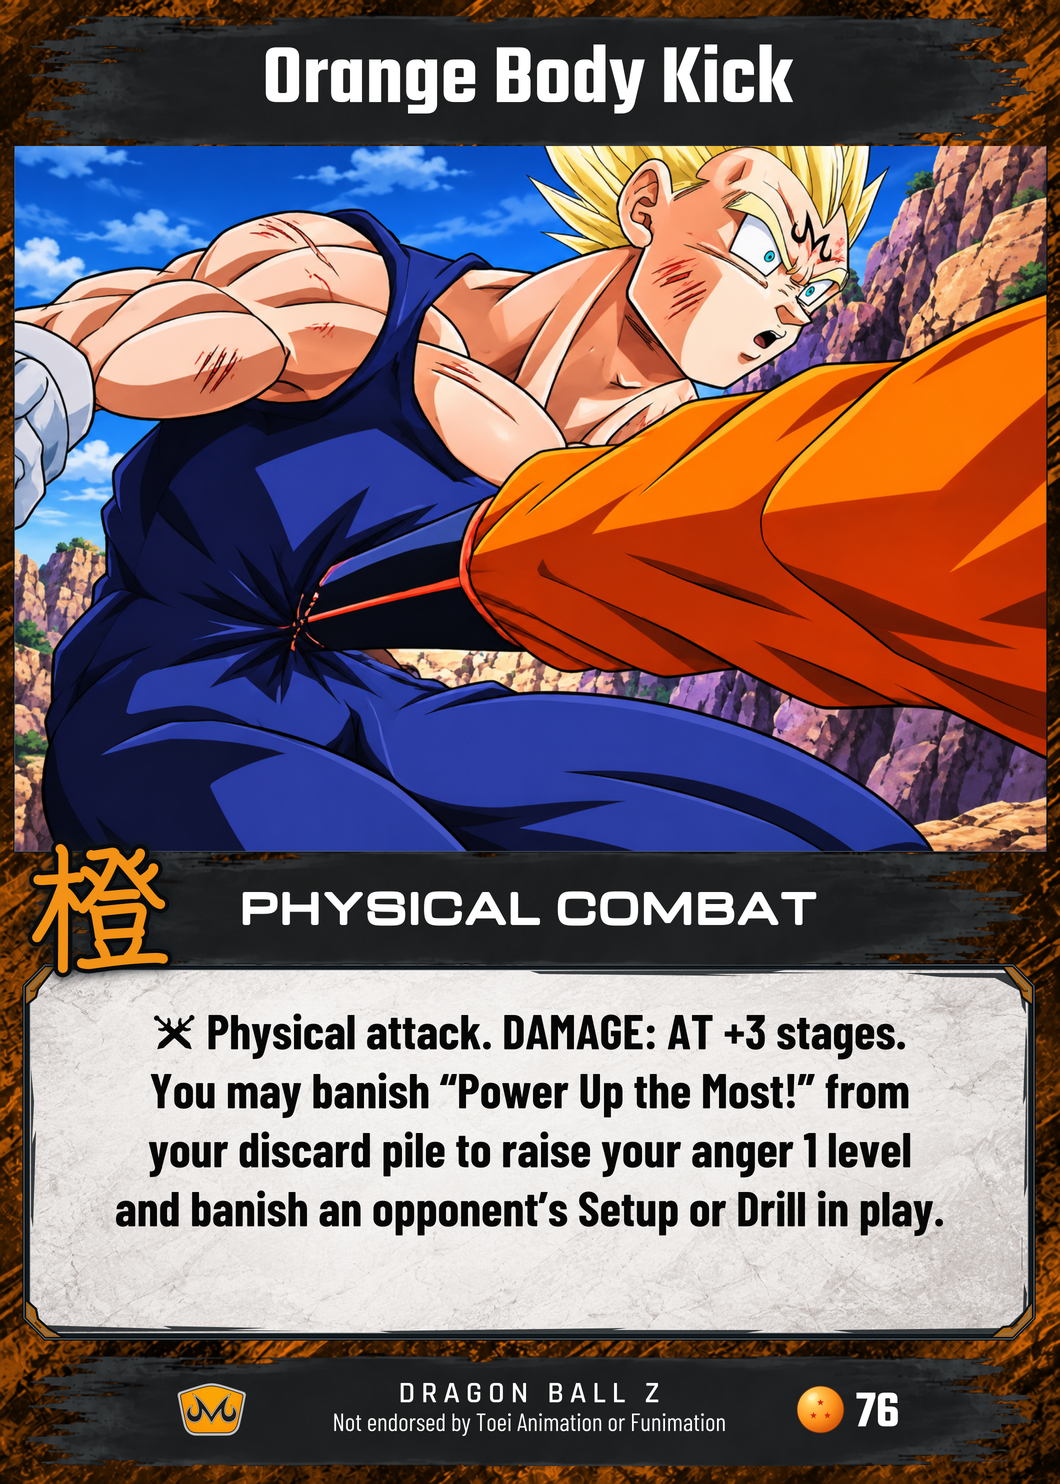 Orange Body Kick
橙
PHYSICAL COMBAT
Physical attack. DAMAGE: AT +3 stages.
You may banish “Power Up the Most!” from
your discard pile to raise your anger 1 level
and banish an opponent’s Setup or Drill in play.
DRAGON BALL Z
Not endorsed by Toei Animation or Funimation
76